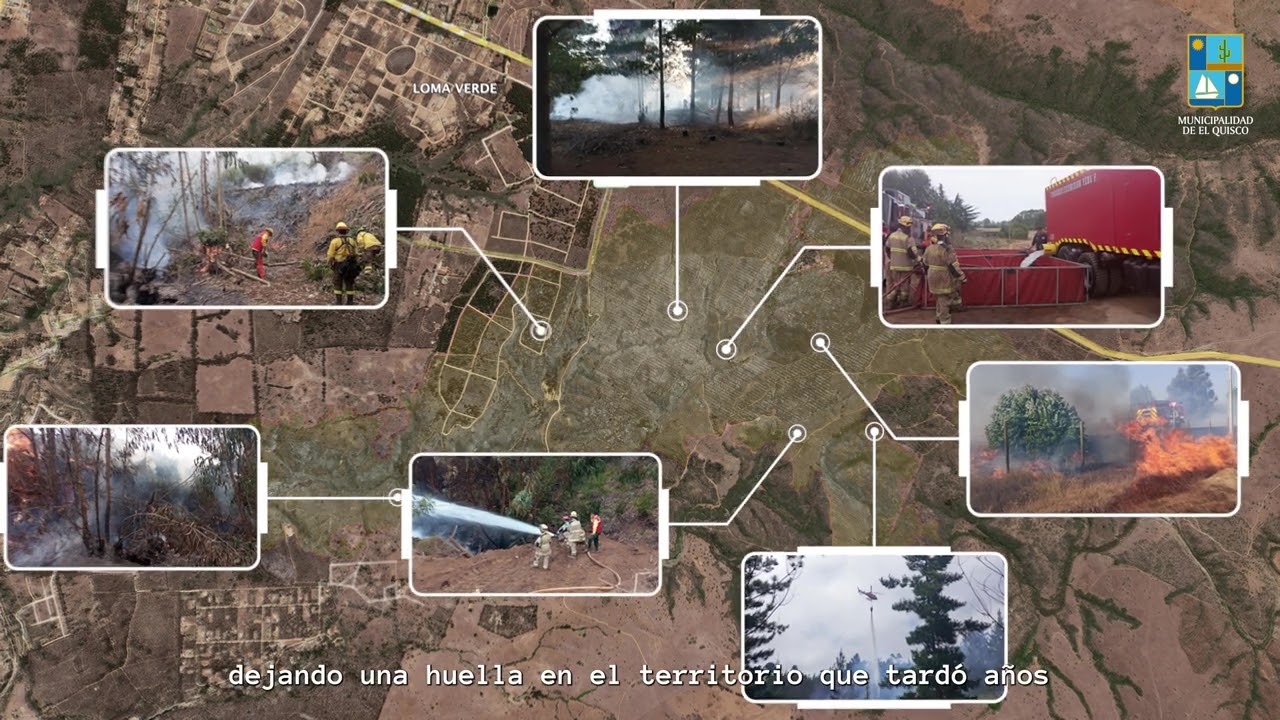 LOMA VERDE
MUNICIPALIDAD
DE EL QUISCO
dejando una huella en el territorio que tardó años